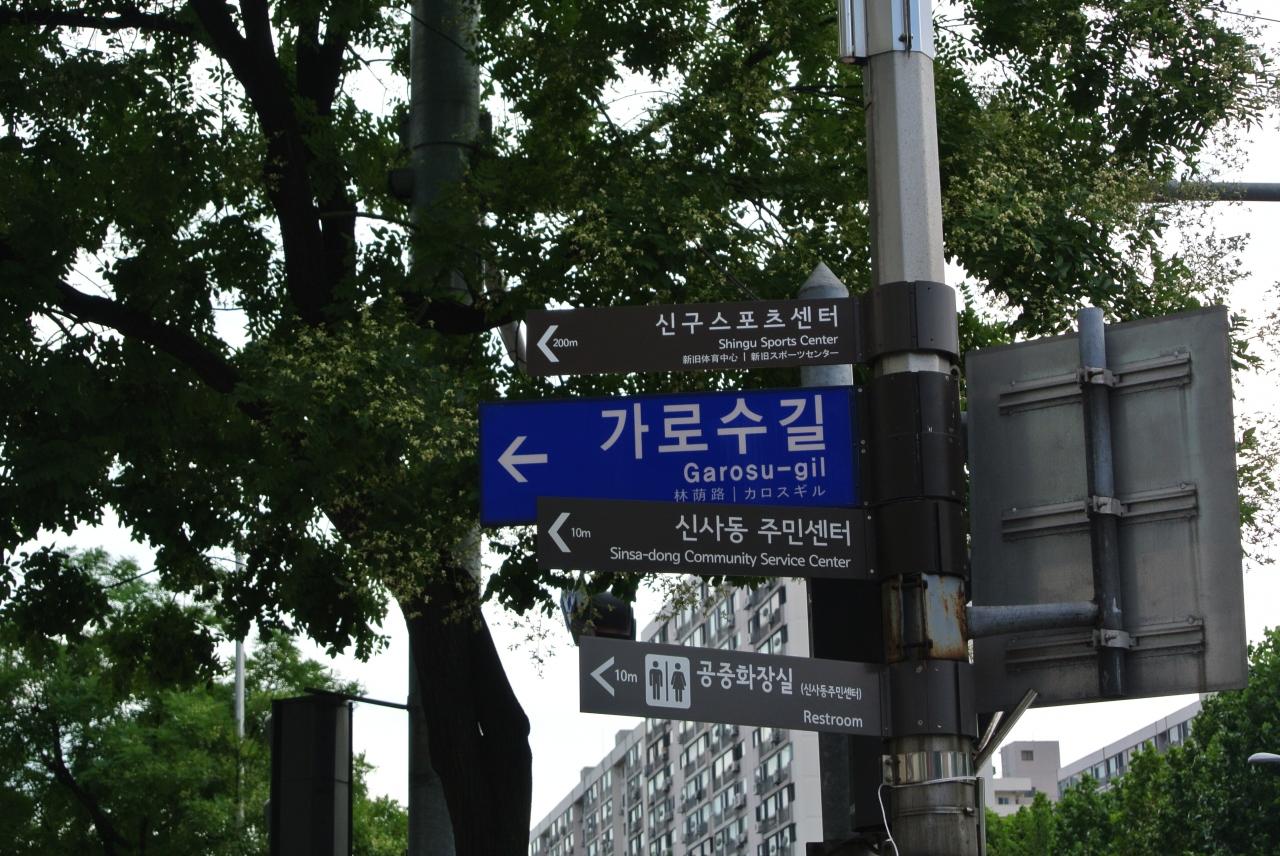 200m
신구스포츠센터
Shingu Sports Center
新旧体育中心 | 新旧スポーツセンター
가로수길
Garosu-gil
林荫路 | カロスギル
10m
신사동 주민센터
Sinsa-dong Community Service Center
10m
공중화장실 (신사동주민센터)
Restroom